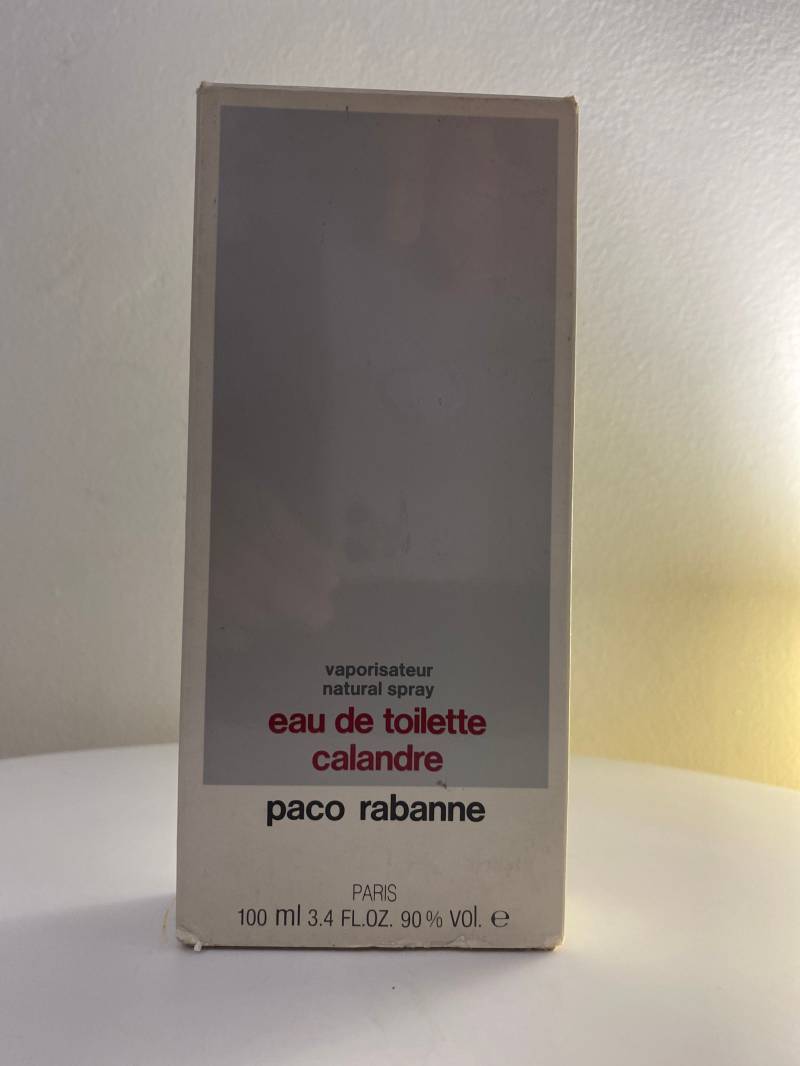 vaporisateur
natural spray
eau de toilette
calandre
paco rabanne
PARIS
100 ml 3.4 FL.OZ. 90% VOL. ℮